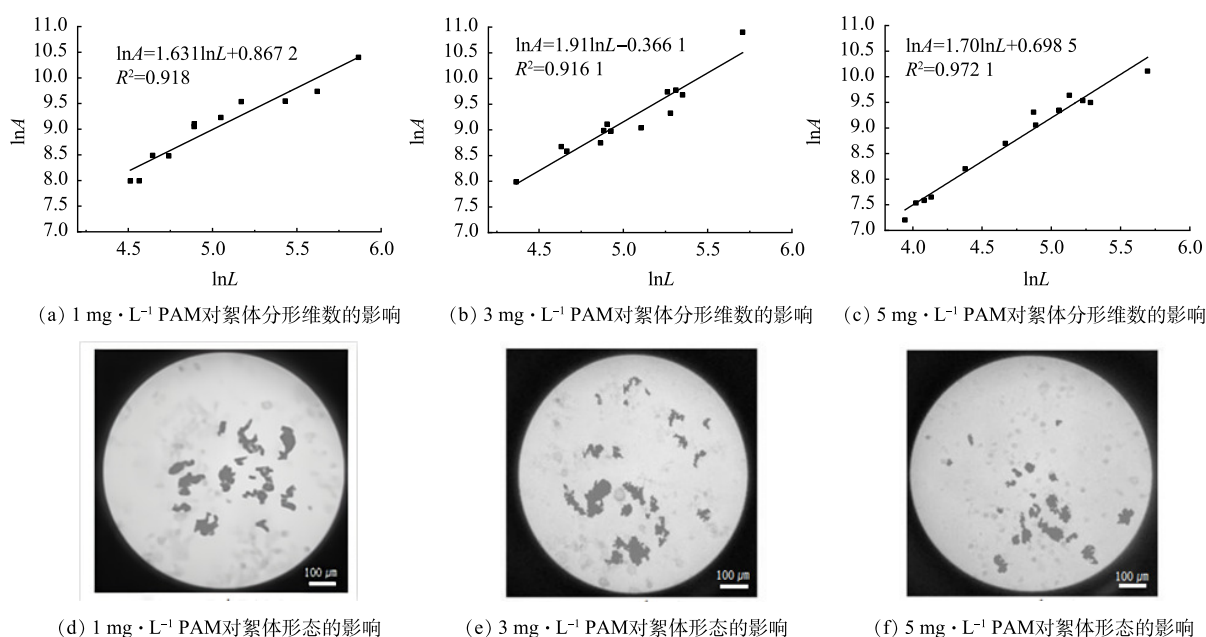 11.0
10.5
10.0
9.5
9.0
8.5
8.0
7.5
7.0
lnA
lnA=1.631lnL+0.867 2
R²=0.918
4.5 5.0 5.5 6.0
lnL
(a) 1 mg·L⁻¹ PAM对絮体分形维数的影响
11.0
10.5
10.0
9.5
9.0
8.5
8.0
7.5
7.0
lnA
lnA=1.91lnL−0.366 1
R²=0.916 1
4.5 5.0 5.5 6.0
lnL
(b) 3 mg·L⁻¹ PAM对絮体分形维数的影响
11.0
10.5
10.0
9.5
9.0
8.5
8.0
7.5
7.0
lnA
lnA=1.70lnL+0.698 5
R²=0.972 1
4.0 4.5 5.0 5.5 6.0
lnL
(c) 5 mg·L⁻¹ PAM对絮体分形维数的影响
100 μm
(d) 1 mg·L⁻¹ PAM对絮体形态的影响
100 μm
(e) 3 mg·L⁻¹ PAM对絮体形态的影响
100 μm
(f) 5 mg·L⁻¹ PAM对絮体形态的影响